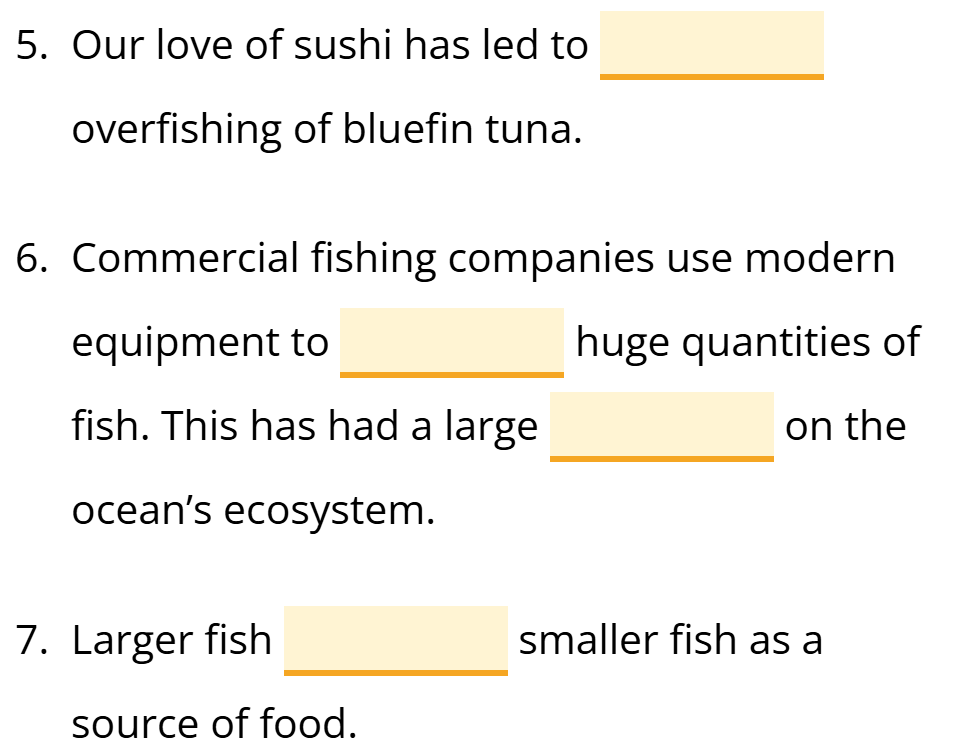 5. Our love of sushi has led to
overfishing of bluefin tuna.
6. Commercial fishing companies use modern
equipment to huge quantities of
fish. This has had a large on the
ocean’s ecosystem.
7. Larger fish smaller fish as a
source of food.